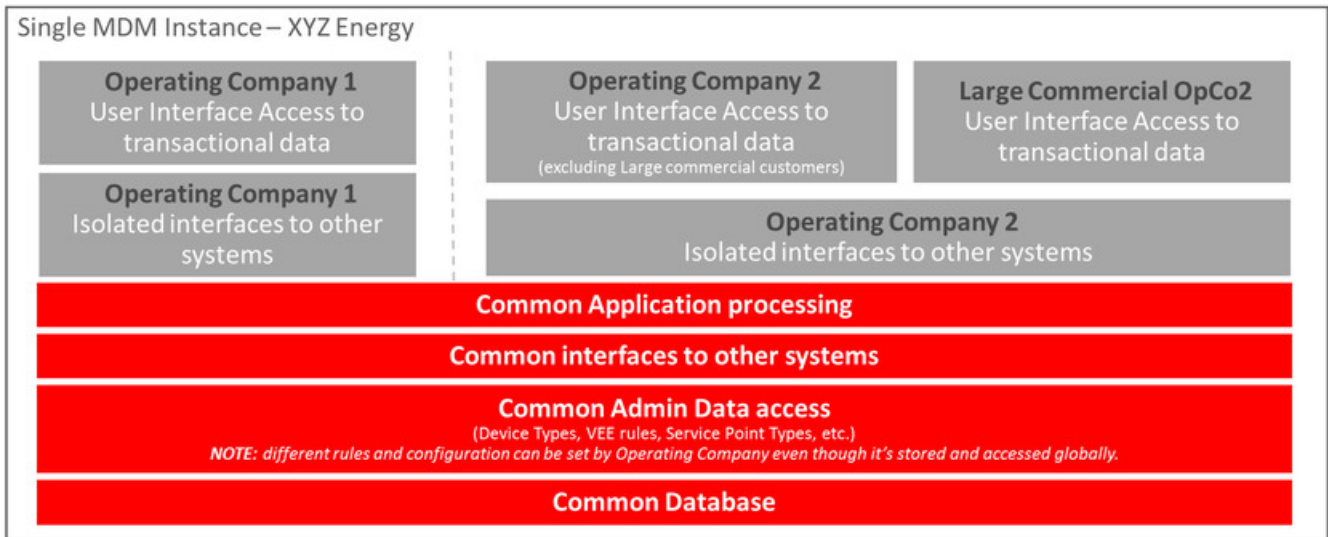 Single MDM Instance – XYZ Energy
Operating Company 1
User Interface Access to
transactional data
Operating Company 1
Isolated interfaces to other
systems
Operating Company 2
User Interface Access to
transactional data
(excluding Large commercial customers)
Large Commercial OpCo2
User Interface Access to
transactional data
Operating Company 2
Isolated interfaces to other systems
Common Application processing
Common interfaces to other systems
Common Admin Data access
(Device Types, VEE rules, Service Point Types, etc.)
NOTE: different rules and configuration can be set by Operating Company even though it's stored and accessed globally.
Common Database